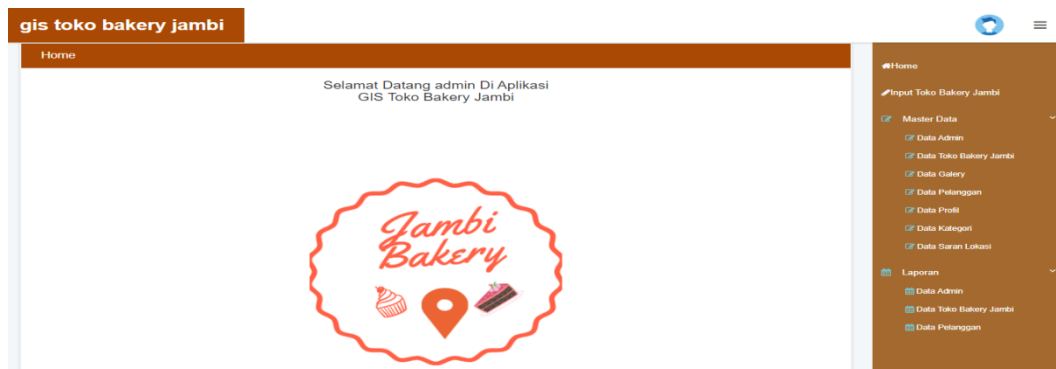 gis toko bakery jambi
Home
Selamat Datang admin Di Aplikasi
GIS Toko Bakery Jambi
Jambi
Bakery
Home
Input Toko Bakery Jambi
Master Data
Data Admin
Data Toko Bakery Jambi
Data Galery
Data Pelanggan
Data Profil
Data Kategori
Data Saran Lokasi
Laporan
Data Admin
Data Toko Bakery Jambi
Data Pelanggan